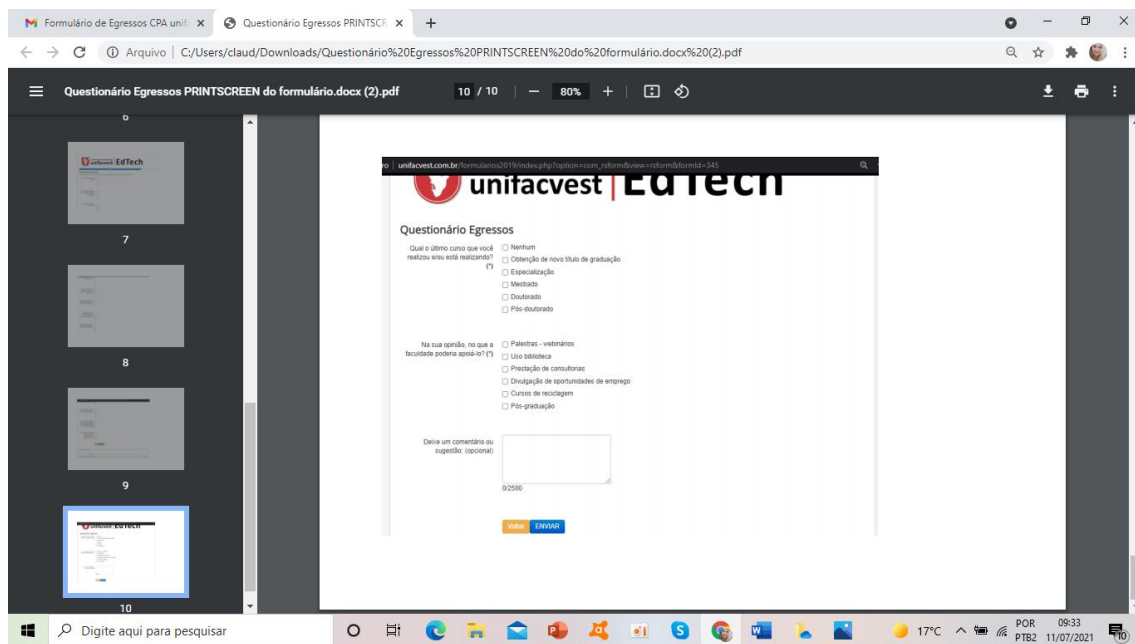 Formulário de Egressos CPA unif
Questionário Egressos PRINTSCR
Arquivo | C:/Users/claud/Downloads/Questionário%20Egressos%20PRINTSCREEN%20do%20formulário.docx%20(2).pdf
Questionário Egressos PRINTSCREEN do formulário.docx (2).pdf
10 / 10
80%
6
unifacvest EdTech
7
8
9
10
unifacvest.com.br/formularios2019/index.php?option=com_rsform&view=rsform&formId=345
unifacvest | EdTech
Questionário Egressos
Qual o último curso que você
realizou e/ou está realizando?
(*)
Nenhum
Obtenção de novo título de graduação
Especialização
Mestrado
Doutorado
Pós-doutorado
Na sua opinião, no que a
faculdade poderia apoiá-lo? (*)
Palestras - webinários
Uso biblioteca
Prestação de consultorias
Divulgação de oportunidades de emprego
Cursos de reciclagem
Pós-graduação
Deixe um comentário ou
sugestão: (opcional)
0/2500
Voltar
ENVIAR
Digite aqui para pesquisar
17°C
POR
PTB2
09:33
11/07/2021